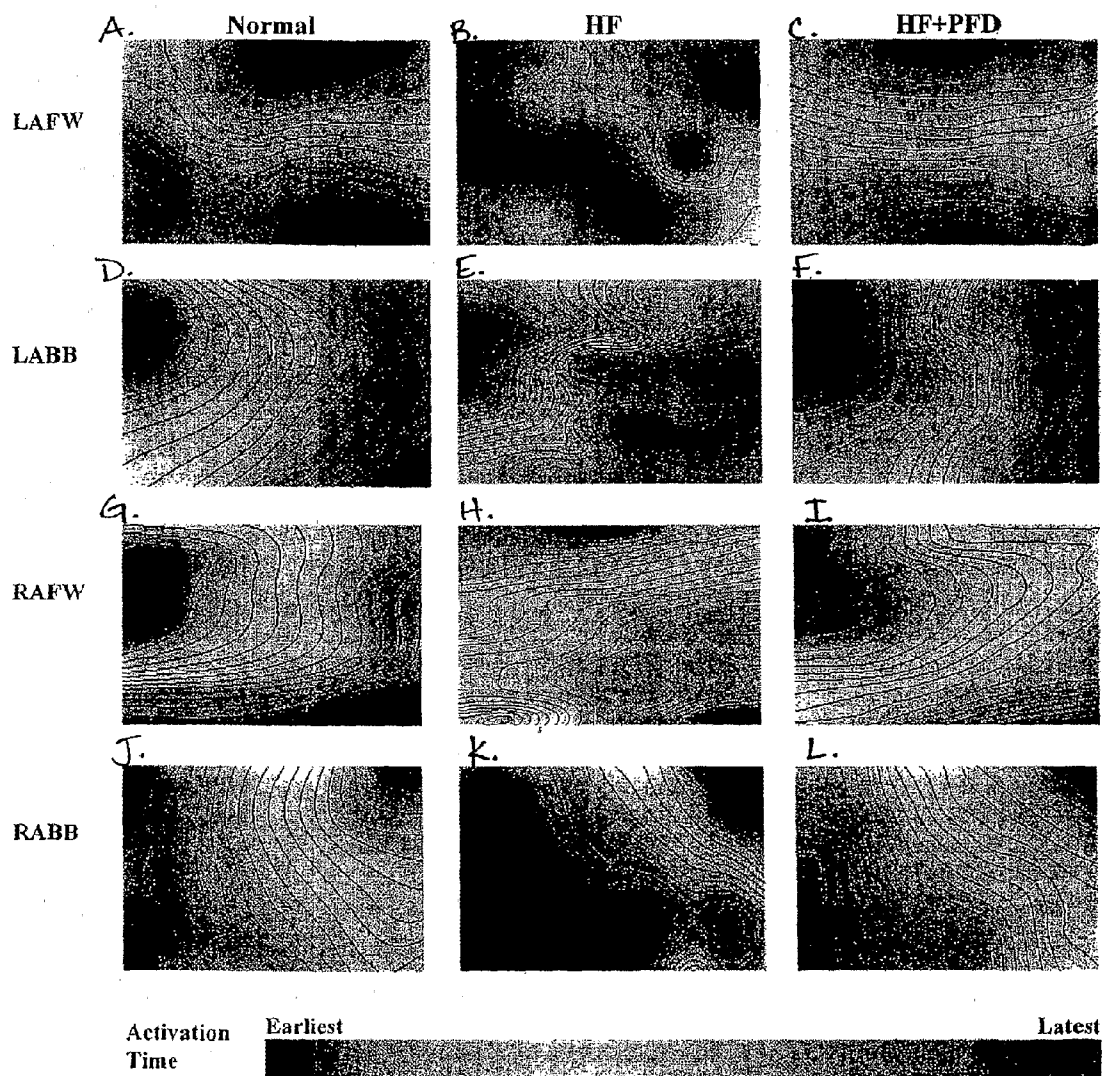 A. Normal B. HF C. HF+PFD
LAFW
D. E. F.
LABB
G. H. I.
RAFW
J. K. L.
RABB
Activation Time Earliest Latest